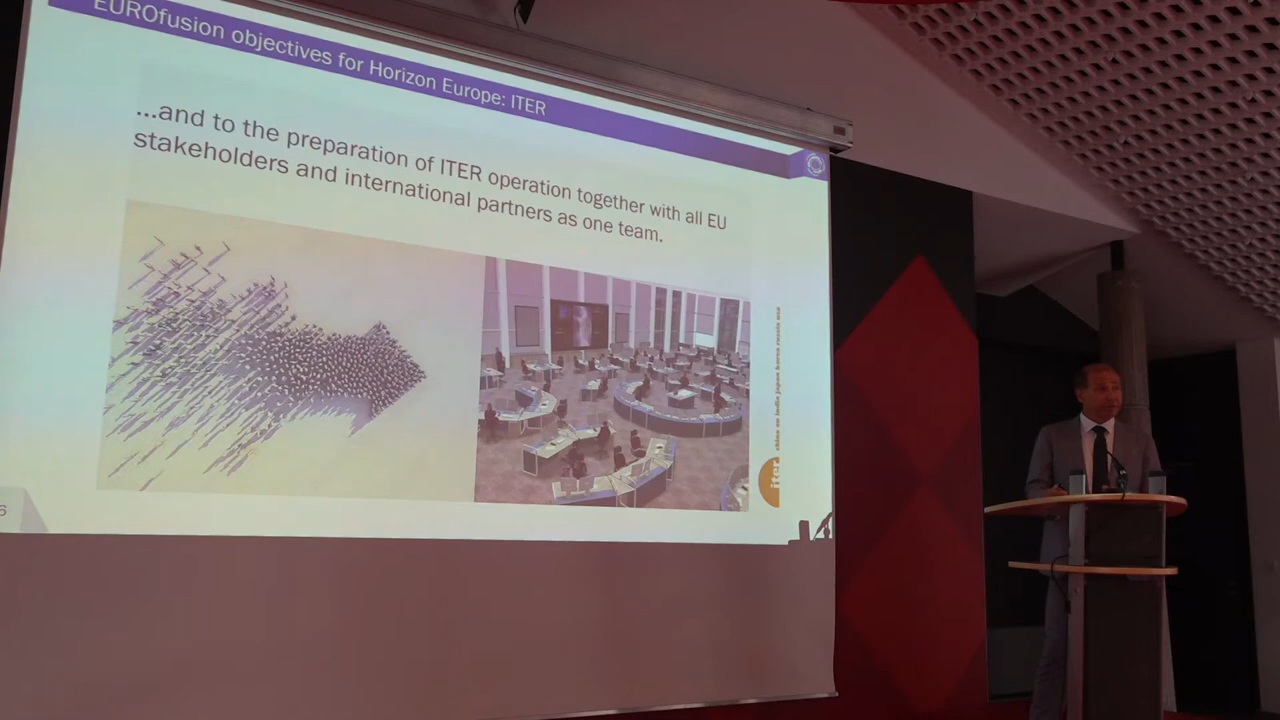 EUROfusion objectives for Horizon Europe: ITER
...and to the preparation of ITER operation together with all EU
stakeholders and international partners as one team.
china eu india japan korea russia usa
iter
6